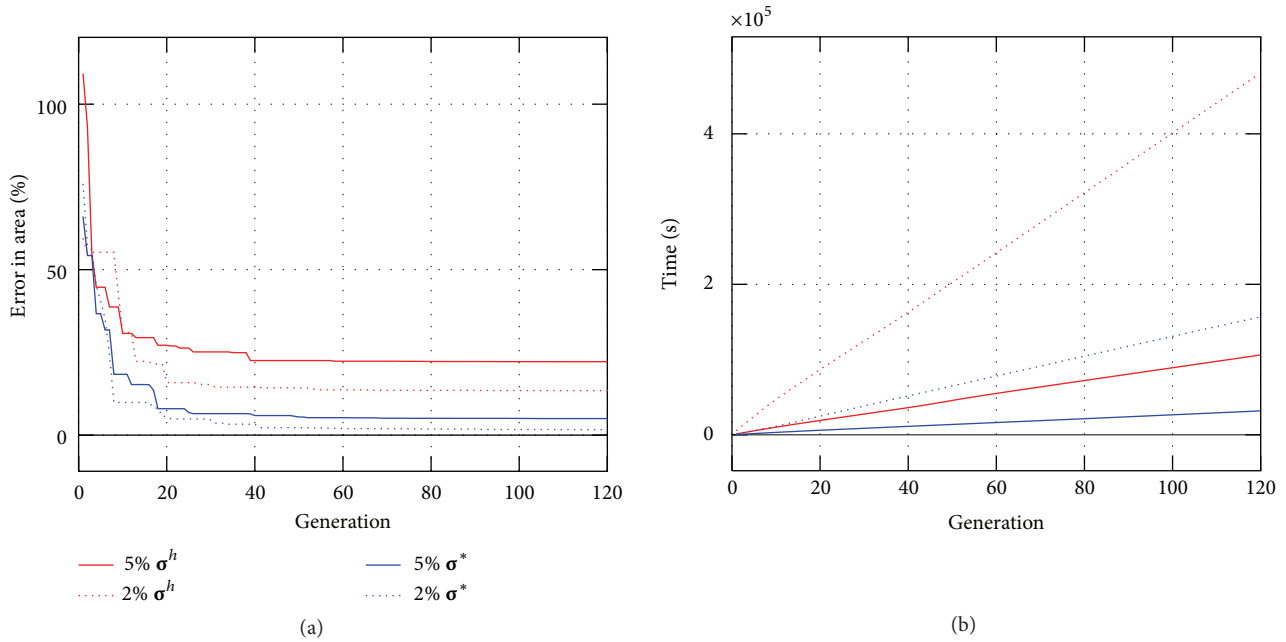 100
50
0
0 20 40 60 80 100 120
Error in area (%)
Generation
5% σ^h
2% σ^h
5% σ*
2% σ*
(a)
×10^5
4
2
0
0 20 40 60 80 100 120
Time (s)
Generation
(b)